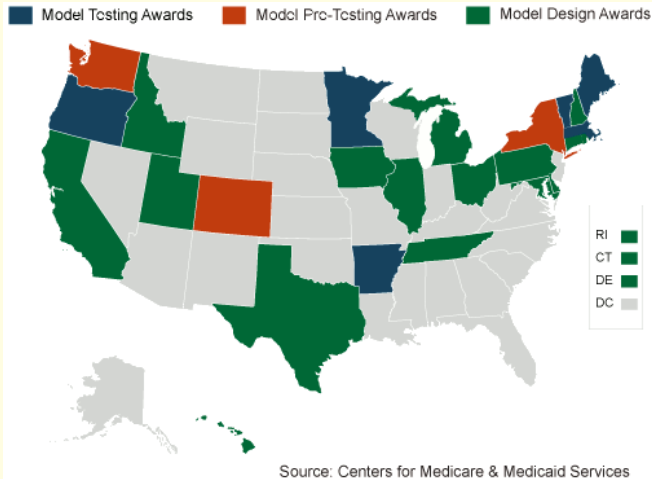 Model Testing Awards Model Pre-Testing Awards Model Design Awards
RI
CT
DE
DC
Source: Centers for Medicare & Medicaid Services